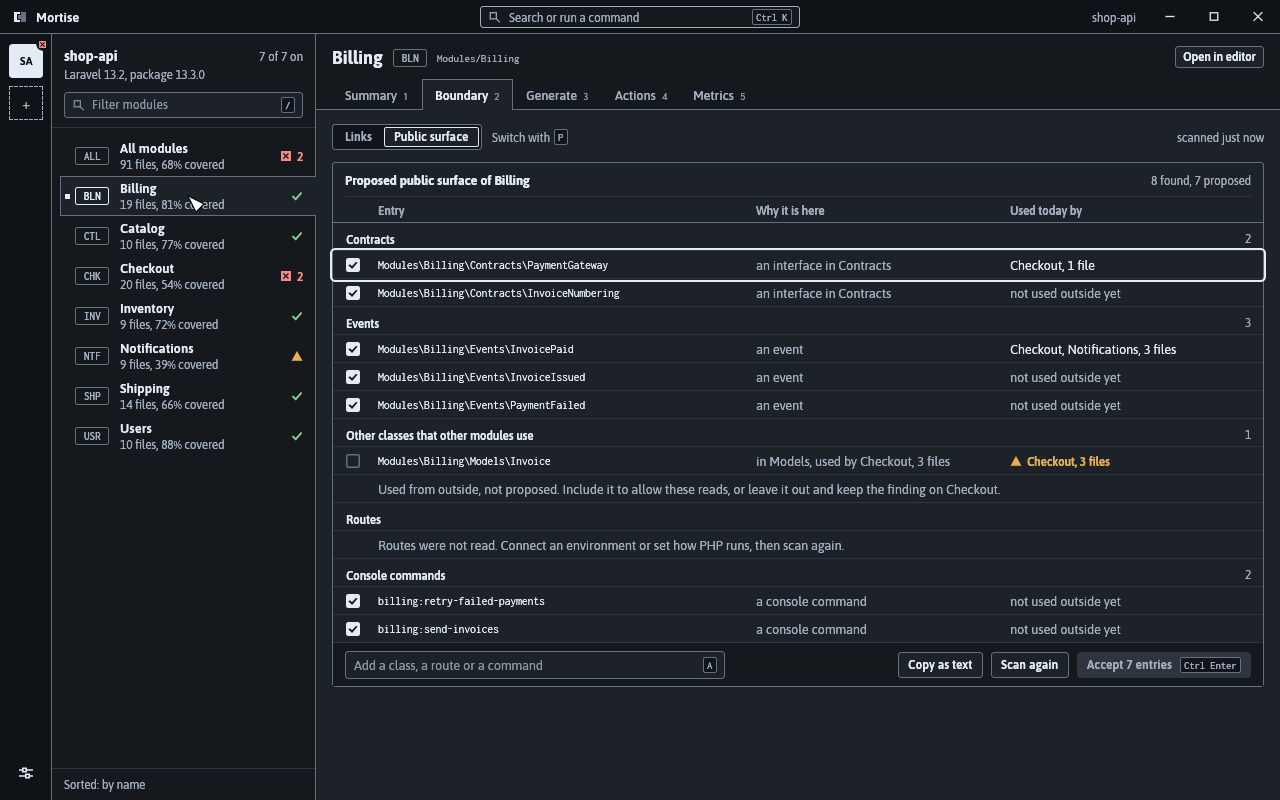 Mortise
Search or run a command Ctrl K
shop-api
SA
+
shop-api 7 of 7 on
Laravel 13.2, package 13.3.0
Filter modules /
ALL All modules 2
91 files, 68% covered
BLN Billing
19 files, 81% covered
CTL Catalog
10 files, 77% covered
CHK Checkout 2
20 files, 54% covered
INV Inventory
9 files, 72% covered
NTF Notifications
9 files, 39% covered
SHP Shipping
14 files, 66% covered
USR Users
10 files, 88% covered
Sorted: by name
Billing BLN Modules/Billing Open in editor
Summary 1 Boundary 2 Generate 3 Actions 4 Metrics 5
Links Public surface Switch with P scanned just now
Proposed public surface of Billing 8 found, 7 proposed
Entry Why it is here Used today by
Contracts 2
Modules\Billing\Contracts\PaymentGateway an interface in Contracts Checkout, 1 file
Modules\Billing\Contracts\InvoiceNumbering an interface in Contracts not used outside yet
Events 3
Modules\Billing\Events\InvoicePaid an event Checkout, Notifications, 3 files
Modules\Billing\Events\InvoiceIssued an event not used outside yet
Modules\Billing\Events\PaymentFailed an event not used outside yet
Other classes that other modules use 1
Modules\Billing\Models\Invoice in Models, used by Checkout, 3 files Checkout, 3 files
Used from outside, not proposed. Include it to allow these reads, or leave it out and keep the finding on Checkout.
Routes
Routes were not read. Connect an environment or set how PHP runs, then scan again.
Console commands 2
billing:retry-failed-payments a console command not used outside yet
billing:send-invoices a console command not used outside yet
Add a class, a route or a command A Copy as text Scan again Accept 7 entries Ctrl Enter